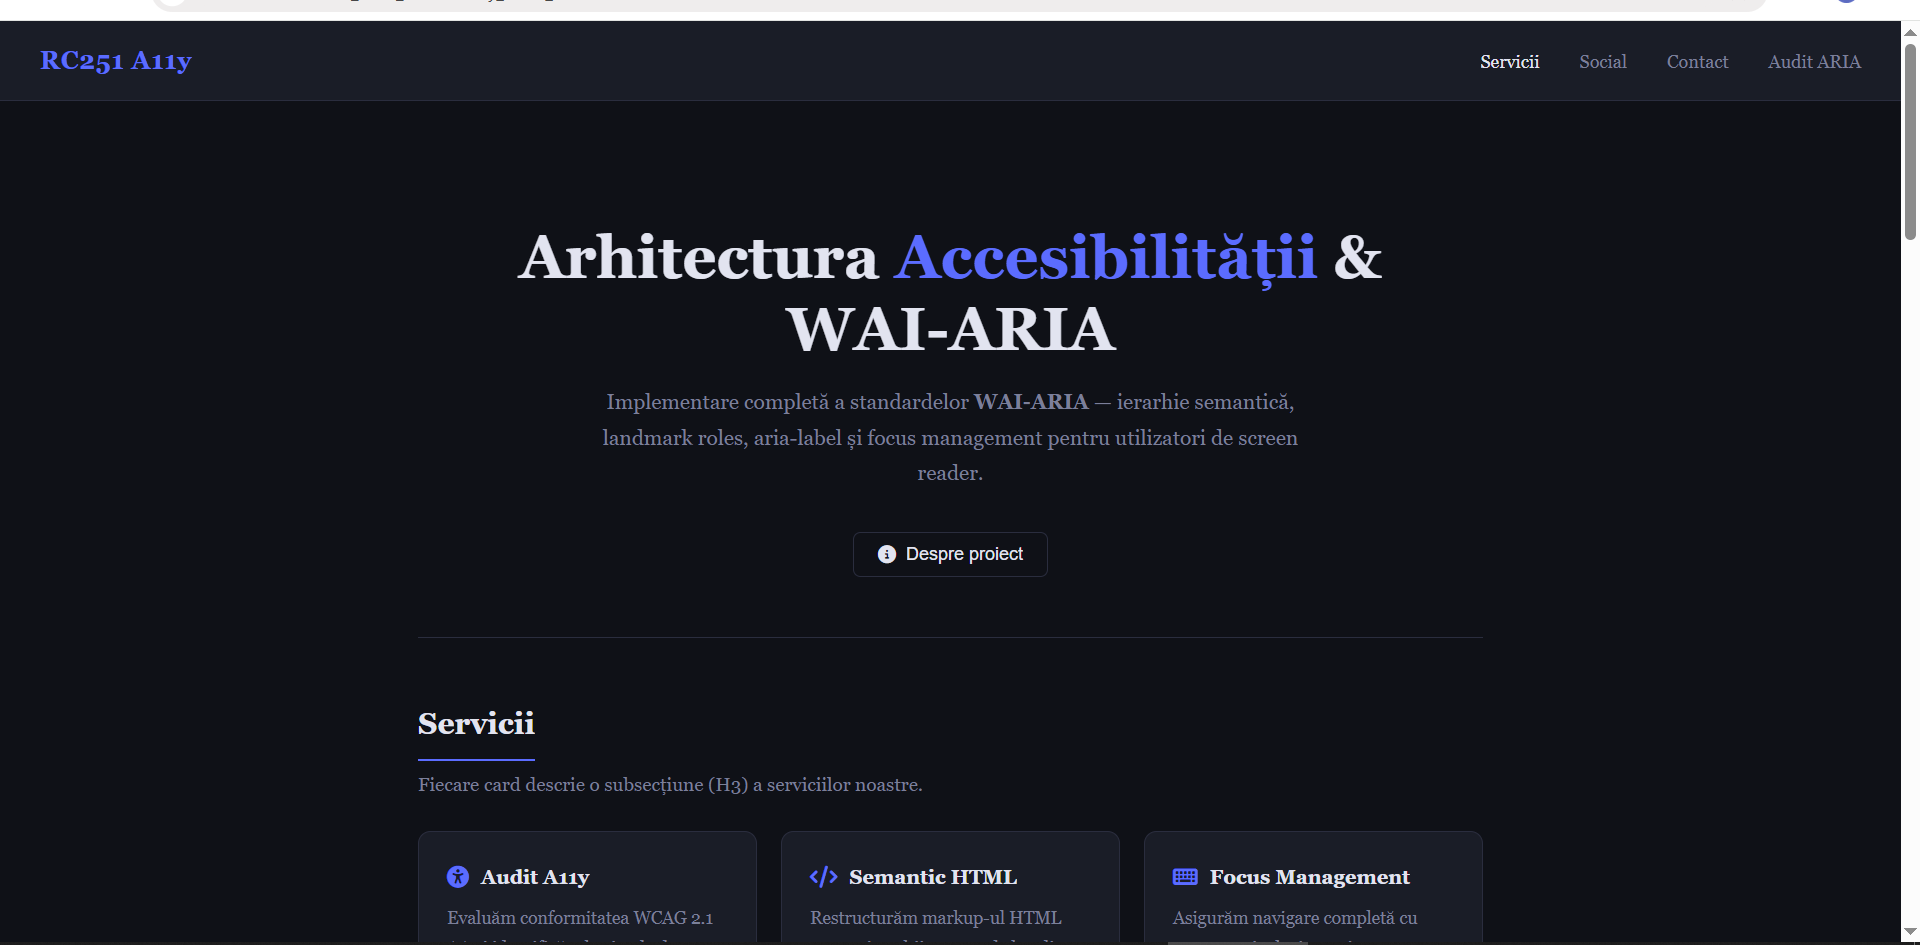 RC251 A11y
Servicii
Social
Contact
Audit ARIA
Arhitectura Accesibilității &
WAI-ARIA
Implementare completă a standardelor WAI-ARIA — ierarhie semantică,
landmark roles, aria-label și focus management pentru utilizatori de screen
reader.
Despre proiect
Servicii
Fiecare card descrie o subsecțiune (H3) a serviciilor noastre.
Audit A11y
Evaluăm conformitatea WCAG 2.1
Semantic HTML
Restructurăm markup-ul HTML
Focus Management
Asigurăm navigare completă cu